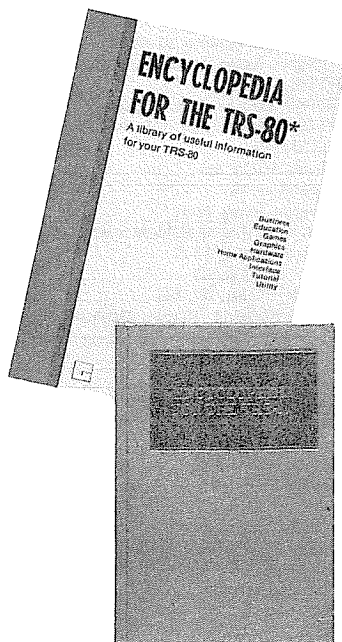 ENCYCLOPEDIA
FOR THE TRS-80*
A library of useful information
for your TRS-80
Business
Education
Games
Graphics
Hardware
Home Applications
Interface
Tutorial
Utility